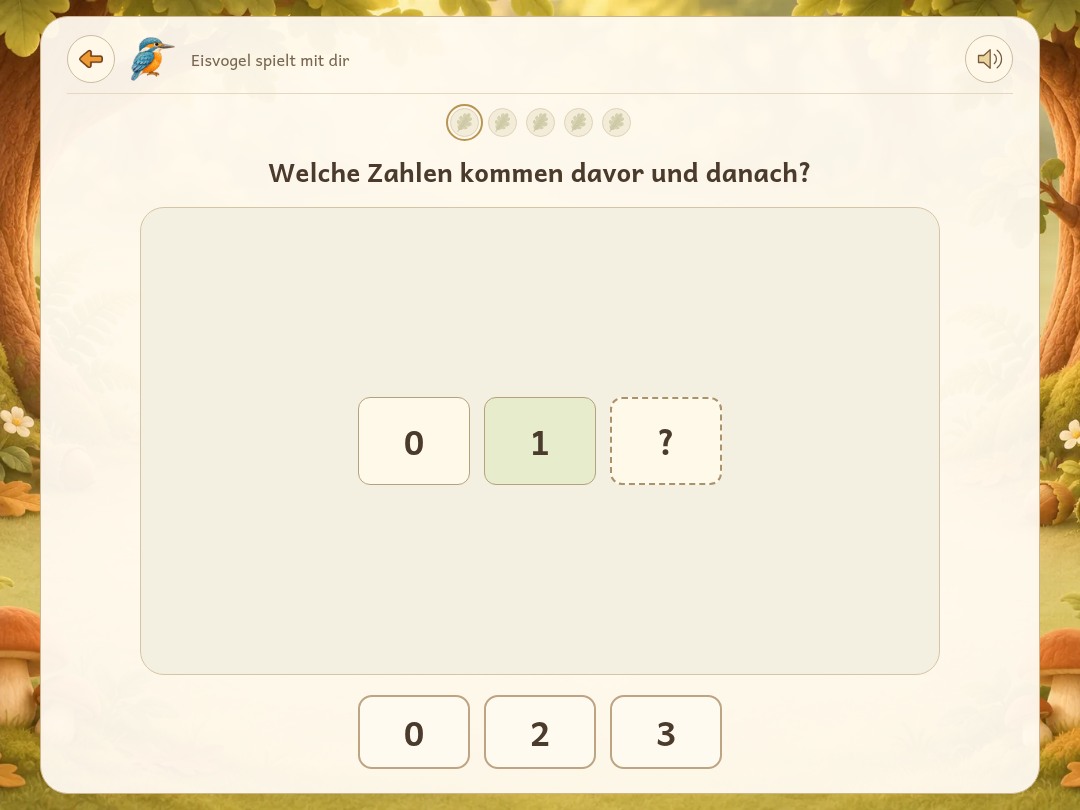 Eisvogel spielt mit dir
Welche Zahlen kommen davor und danach?
0 1 ?
0 2 3